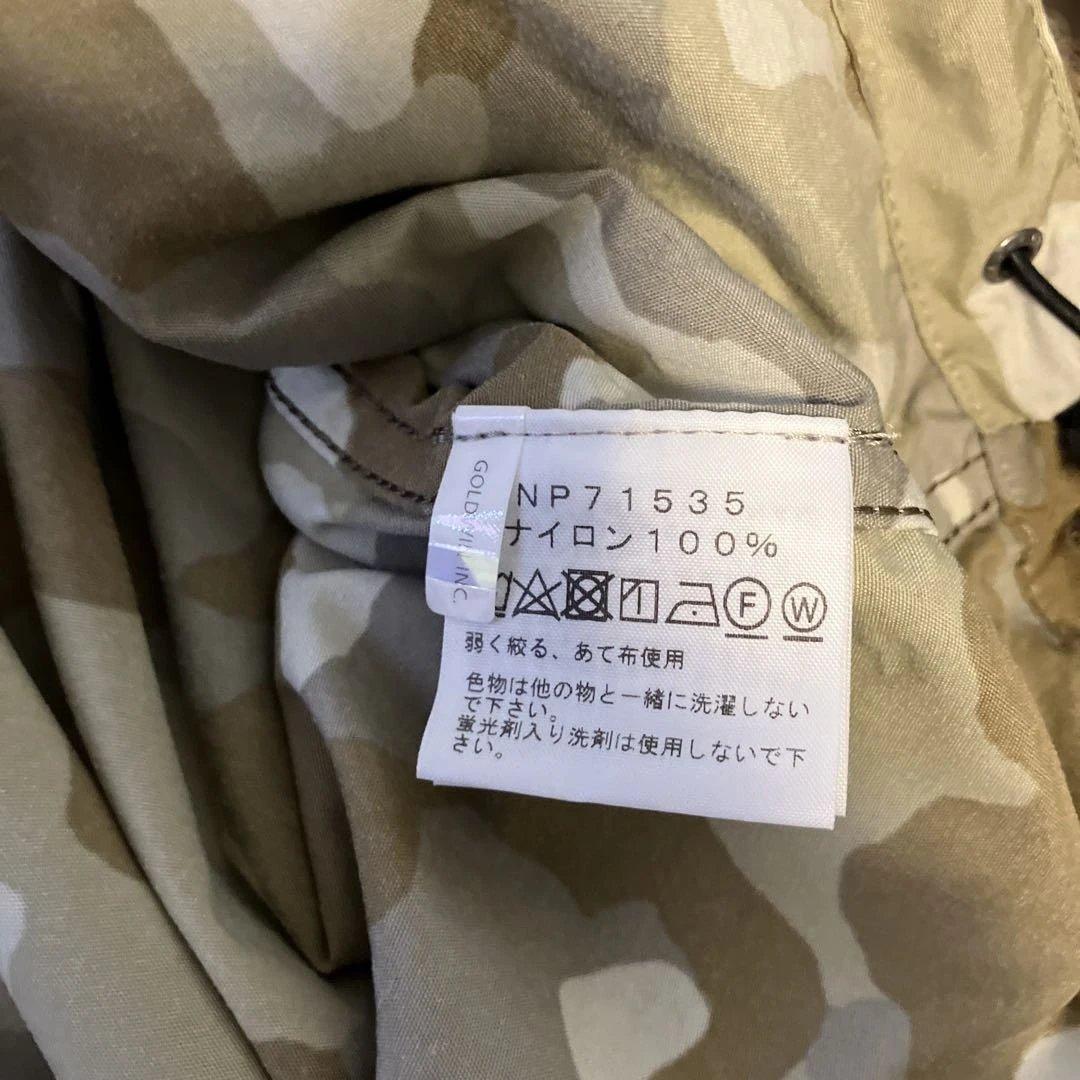 GOLDWIN INC.
NP71535
ナイロン100%
F W
弱く絞る、あて布使用
色物は他の物と一緒に洗濯しない
で下さい。
蛍光剤入り洗剤は使用しないで下
さい。